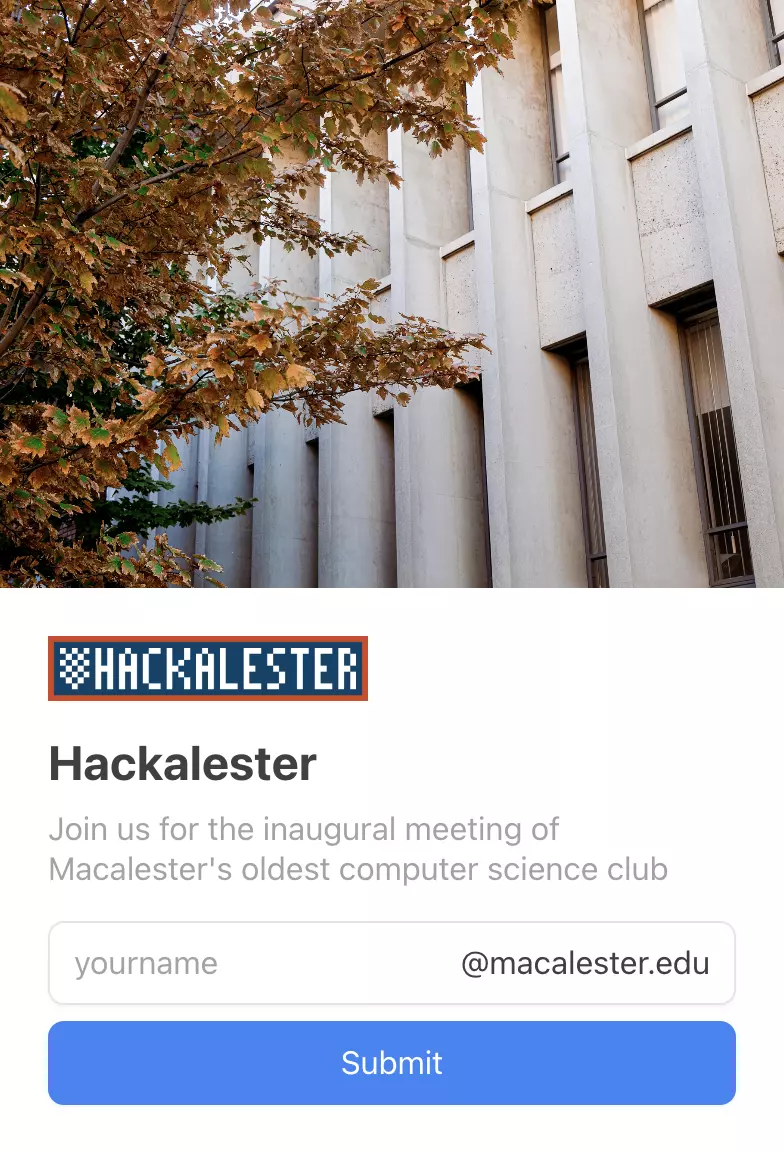 HACKALESTER
Hackalester
Join us for the inaugural meeting of
Macalester's oldest computer science club
yourname @macalester.edu
Submit